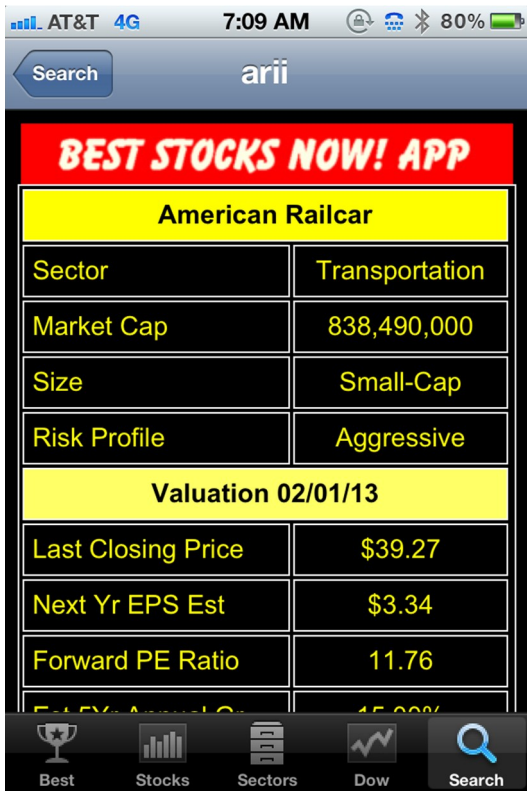 AT&T 4G 7:09 AM 80%
Search arii
BEST STOCKS NOW! APP
American Railcar
Sector Transportation
Market Cap 838,490,000
Size Small-Cap
Risk Profile Aggressive
Valuation 02/01/13
Last Closing Price $39.27
Next Yr EPS Est $3.34
Forward PE Ratio 11.76
Best Stocks Sectors Dow Search